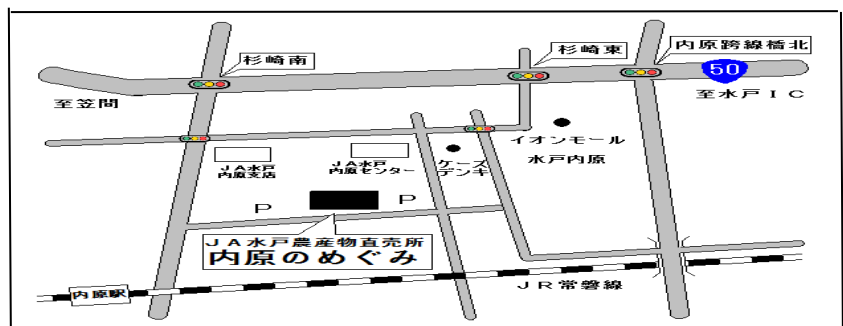 杉崎南
杉崎東
内原跨線橋北
50
至笠間
至水戸IC
イオンモール
水戸内原
JA水戸
内原支店
JA水戸
内原センター
ケーズ
デンキ
P
P
JA水戸農産物直売所
内原のめぐみ
内原駅
JR常磐線